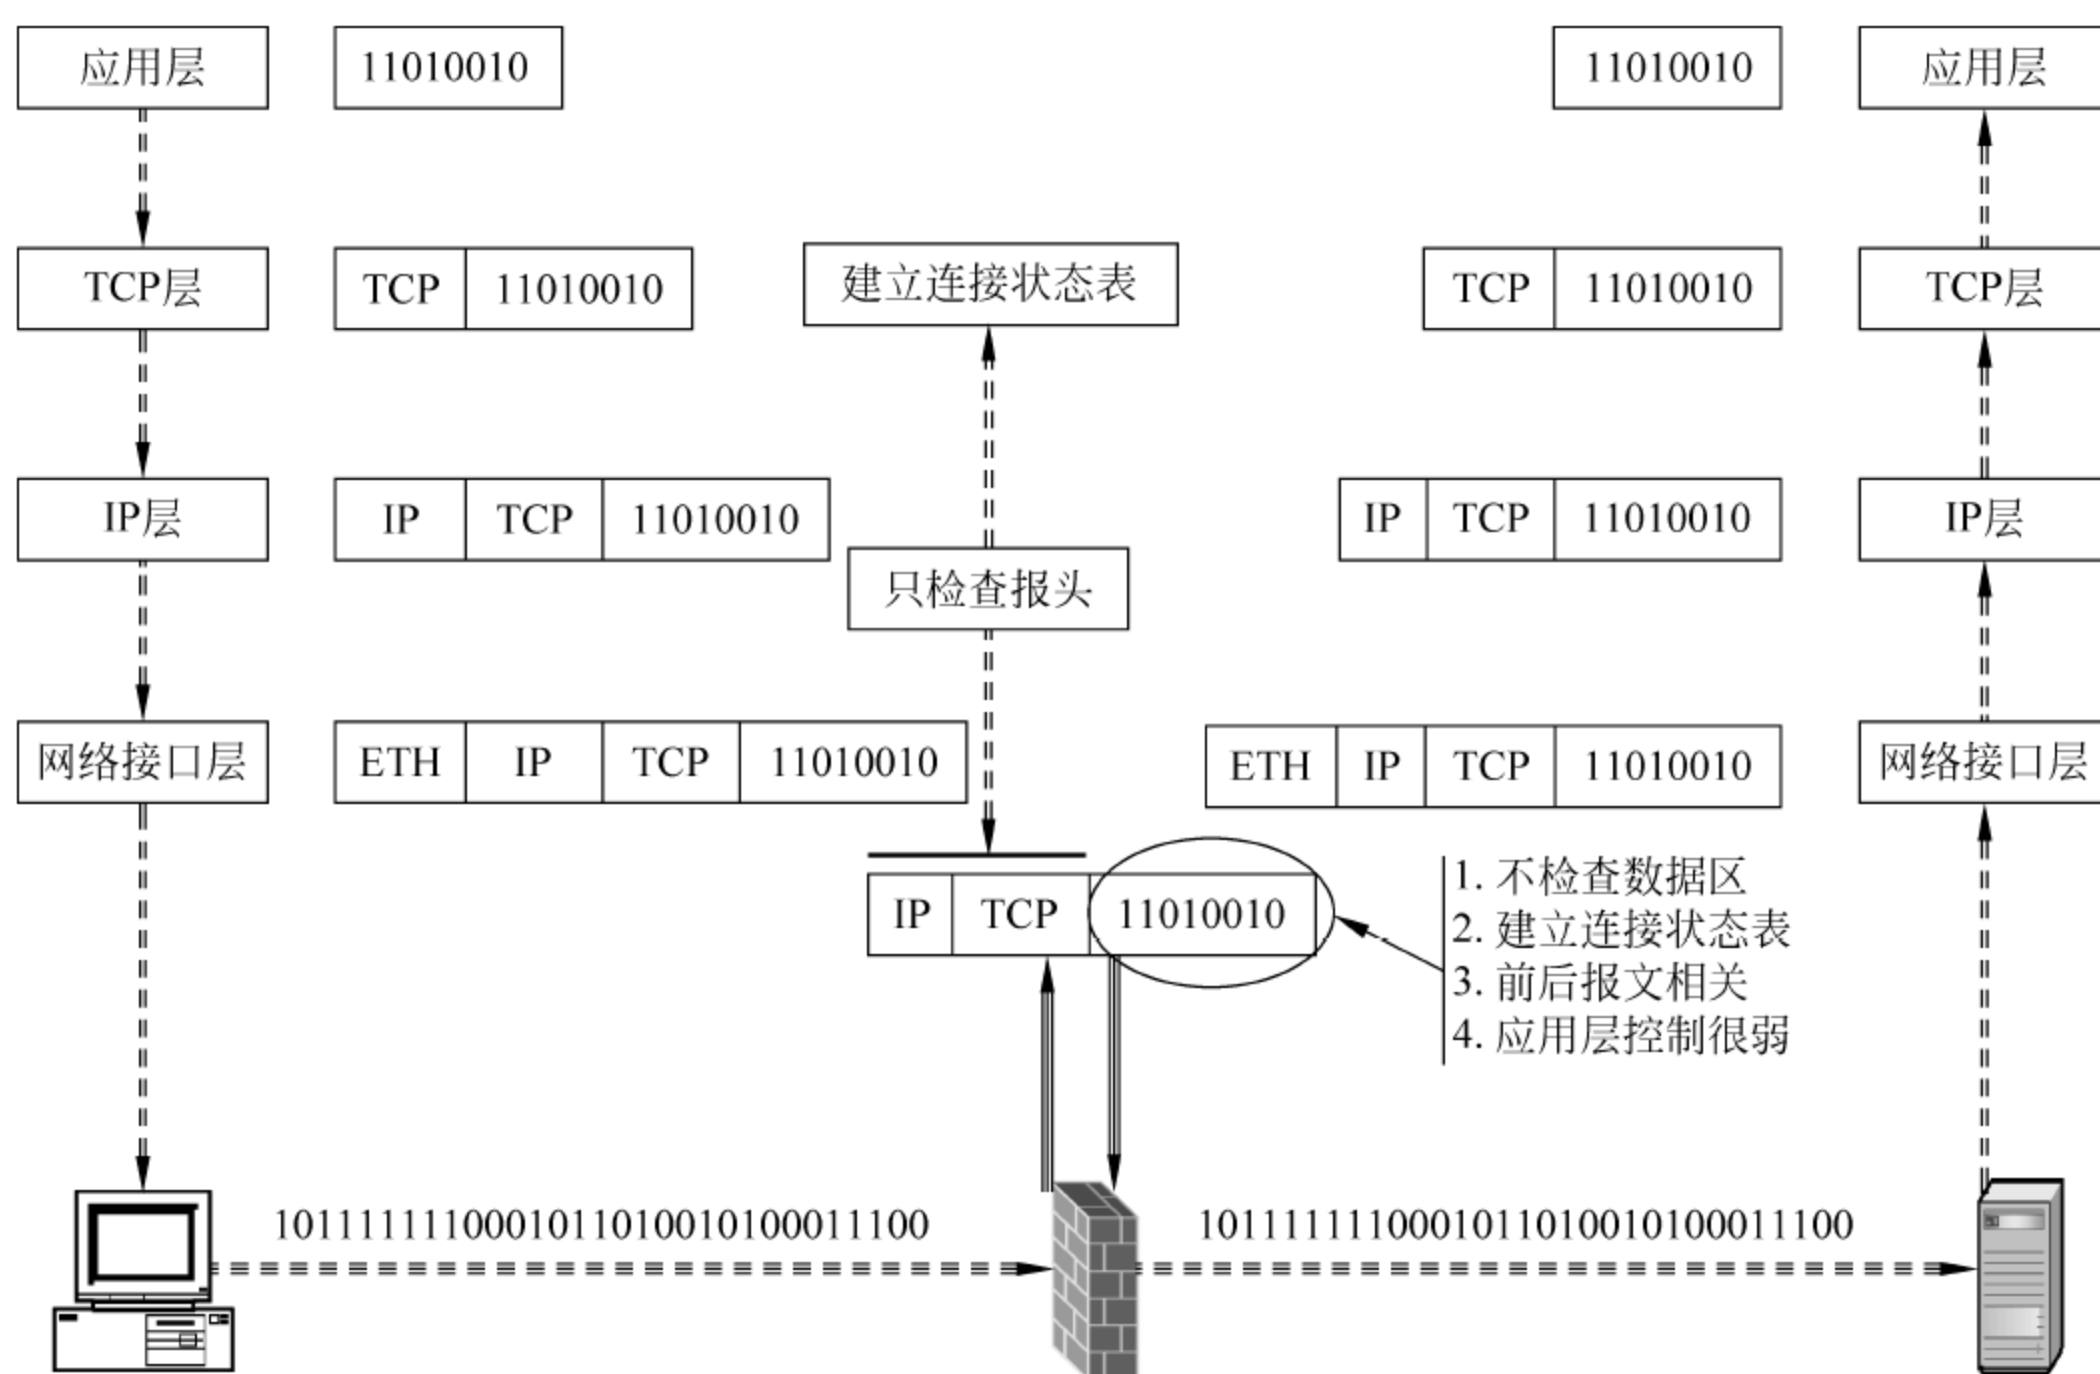 应用层 11010010 11010010 应用层
TCP层 TCP 11010010 建立连接状态表 TCP 11010010 TCP层
IP层 IP TCP 11010010 IP TCP 11010010 IP层
只检查报头
网络接口层 ETH IP TCP 11010010 ETH IP TCP 11010010 网络接口层
IP TCP 11010010
1. 不检查数据区
2. 建立连接状态表
3. 前后报文相关
4. 应用层控制很弱
1011111110001011010010100011100 1011111110001011010010100011100